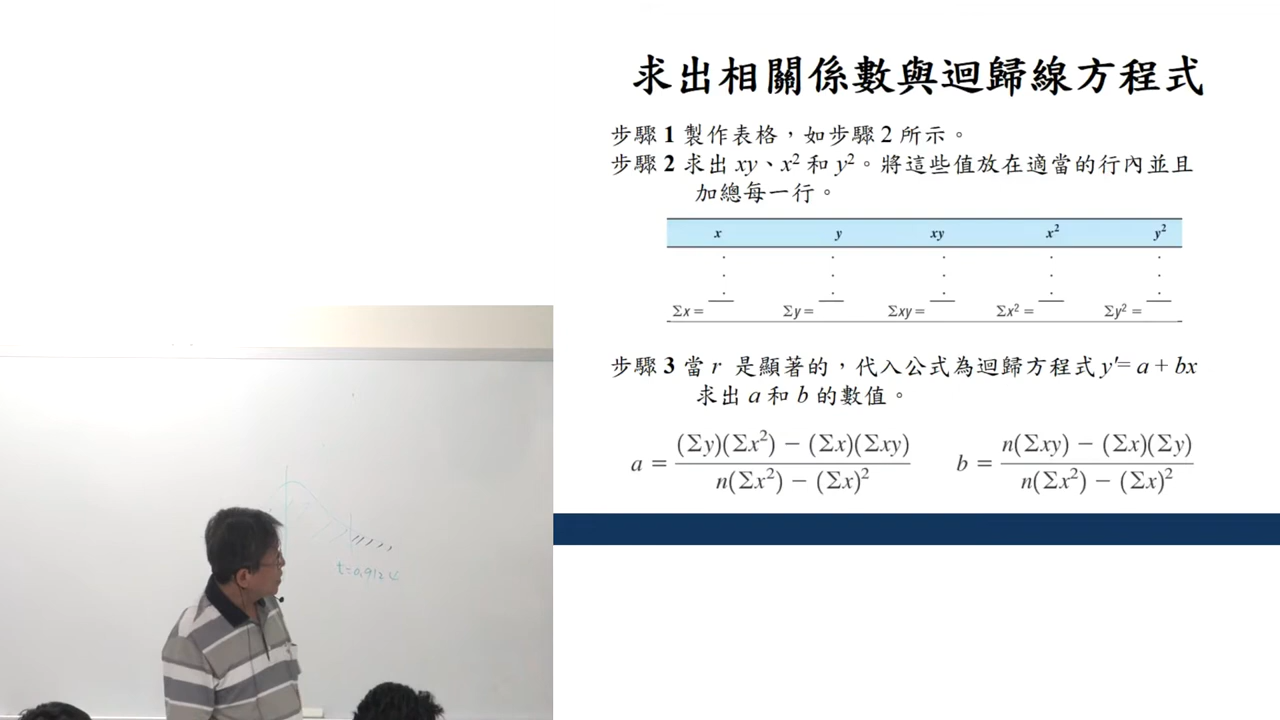 求出相關係數與迴歸線方程式
步驟 1 製作表格，如步驟 2 所示。
步驟 2 求出 xy、x² 和 y²。將這些值放在適當的行內並且
加總每一行。
x y xy x² y²
Σx = Σy = Σxy = Σx² = Σy² =
步驟 3 當 r 是顯著的，代入公式為迴歸方程式 y′= a + bx
求出 a 和 b 的數值。
a = (Σy)(Σx²) − (Σx)(Σxy) / n(Σx²) − (Σx)² b = n(Σxy) − (Σx)(Σy) / n(Σx²) − (Σx)²